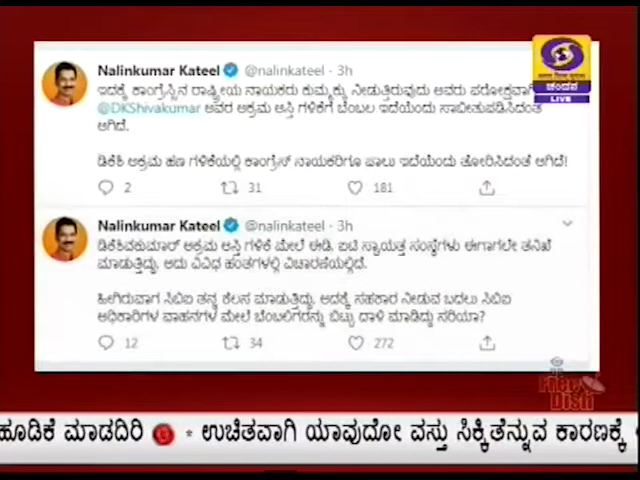 Nalinkumar Kateel @nalinkateel · 3h
ಇದಕ್ಕೆ ಕಾಂಗ್ರೆಸ್ಸಿನ ರಾಷ್ಟ್ರೀಯ ನಾಯಕರು ಕುಮ್ಮಕ್ಕು ನೀಡುತ್ತಿರುವುದು ಅವರು ಪರೋಕ್ಷವಾಗಿ
@DKShivakumar ಅವರ ಅಕ್ರಮ ಆಸ್ತಿ ಗಳಿಕೆಗೆ ಬೆಂಬಲ ಇದೆಯೆಂದು ಸಾಬೀತುಪಡಿಸಿದಂತೆ
ಆಗಿದೆ.
ಡಿಕೆಶಿ ಅಕ್ರಮ ಹಣ ಗಳಿಕೆಯಲ್ಲಿ ಕಾಂಗ್ರೆಸ್ ನಾಯಕರಿಗೂ ಪಾಲು ಇದೆಯೆಂದು ತೋರಿಸಿದಂತೆ ಆಗಿದೆ!
2 31 181
ಚಂದನ
LIVE
Nalinkumar Kateel @nalinkateel · 3h
ಡಿಕೆಶಿವಕುಮಾರ್ ಅಕ್ರಮ ಆಸ್ತಿ ಗಳಿಕೆ ಮೇಲೆ ಈಡಿ, ಐಟಿ ಸ್ವಾಯತ್ತ ಸಂಸ್ಥೆಗಳು ಈಗಾಗಲೇ ತನಿಖೆ
ಮಾಡುತ್ತಿದ್ದು, ಅದು ವಿವಿಧ ಹಂತಗಳಲ್ಲಿ ವಿಚಾರಣೆಯಲ್ಲಿದೆ.
ಹೀಗಿರುವಾಗ ಸಿಬಿಐ ತನ್ನ ಕೆಲಸ ಮಾಡುತ್ತಿದ್ದು, ಅದಕ್ಕೆ ಸಹಕಾರ ನೀಡುವ ಬದಲು ಸಿಬಿಐ
ಅಧಿಕಾರಿಗಳ ವಾಹನಗಳ ಮೇಲೆ ಬೆಂಬಲಿಗರನ್ನು ಬಿಟ್ಟು ದಾಳಿ ಮಾಡಿದ್ದು ಸರಿಯಾ?
12 34 272
Free Dish
ಹೂಡಿಕೆ ಮಾಡದಿರಿ * ಉಚಿತವಾಗಿ ಯಾವುದೋ ವಸ್ತು ಸಿಕ್ಕಿತೆನ್ನುವ ಕಾರಣಕ್ಕೆ